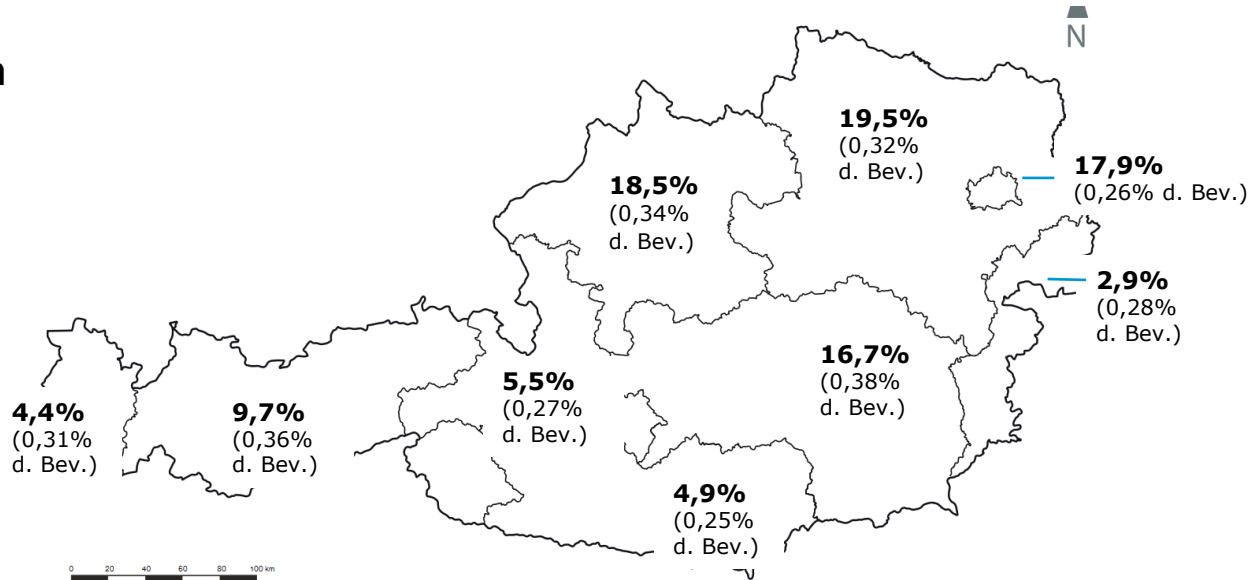 N
19,5%
(0,32%
d. Bev.)
17,9%
(0,26% d. Bev.)
18,5%
(0,34%
d. Bev.)
2,9%
(0,28%
d. Bev.)
16,7%
(0,38%
d. Bev.)
5,5%
(0,27%
d. Bev.)
4,4%
(0,31%
d. Bev.)
9,7%
(0,36%
d. Bev.)
4,9%
(0,25%
d. Bev.)
0 20 40 60 80 100 km